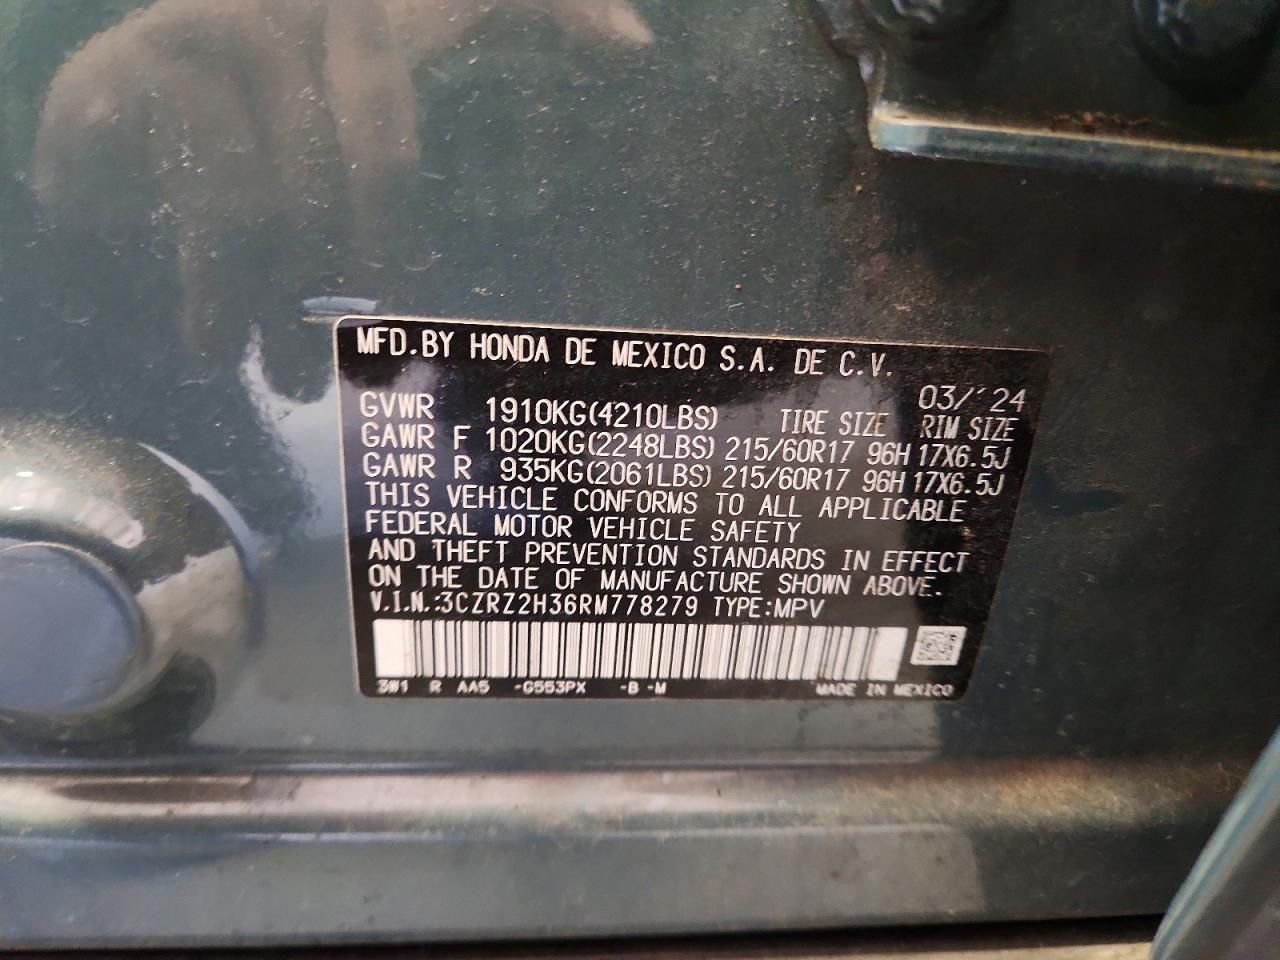 MFD.BY HONDA DE MEXICO S.A. DE C.V.
03/'24
GVWR 1910KG(4210LBS) TIRE SIZE RIM SIZE
GAWR F 1020KG(2248LBS) 215/60R17 96H 17X6.5J
GAWR R 935KG(2061LBS) 215/60R17 96H 17X6.5J
THIS VEHICLE CONFORMS TO ALL APPLICABLE
FEDERAL MOTOR VEHICLE SAFETY
AND THEFT PREVENTION STANDARDS IN EFFECT
ON THE DATE OF MANUFACTURE SHOWN ABOVE.
V.I.N.:3CZRZ2H36RM778279 TYPE:MPV
3W1 R AA5 -G553PX -B -M MADE IN MEXICO